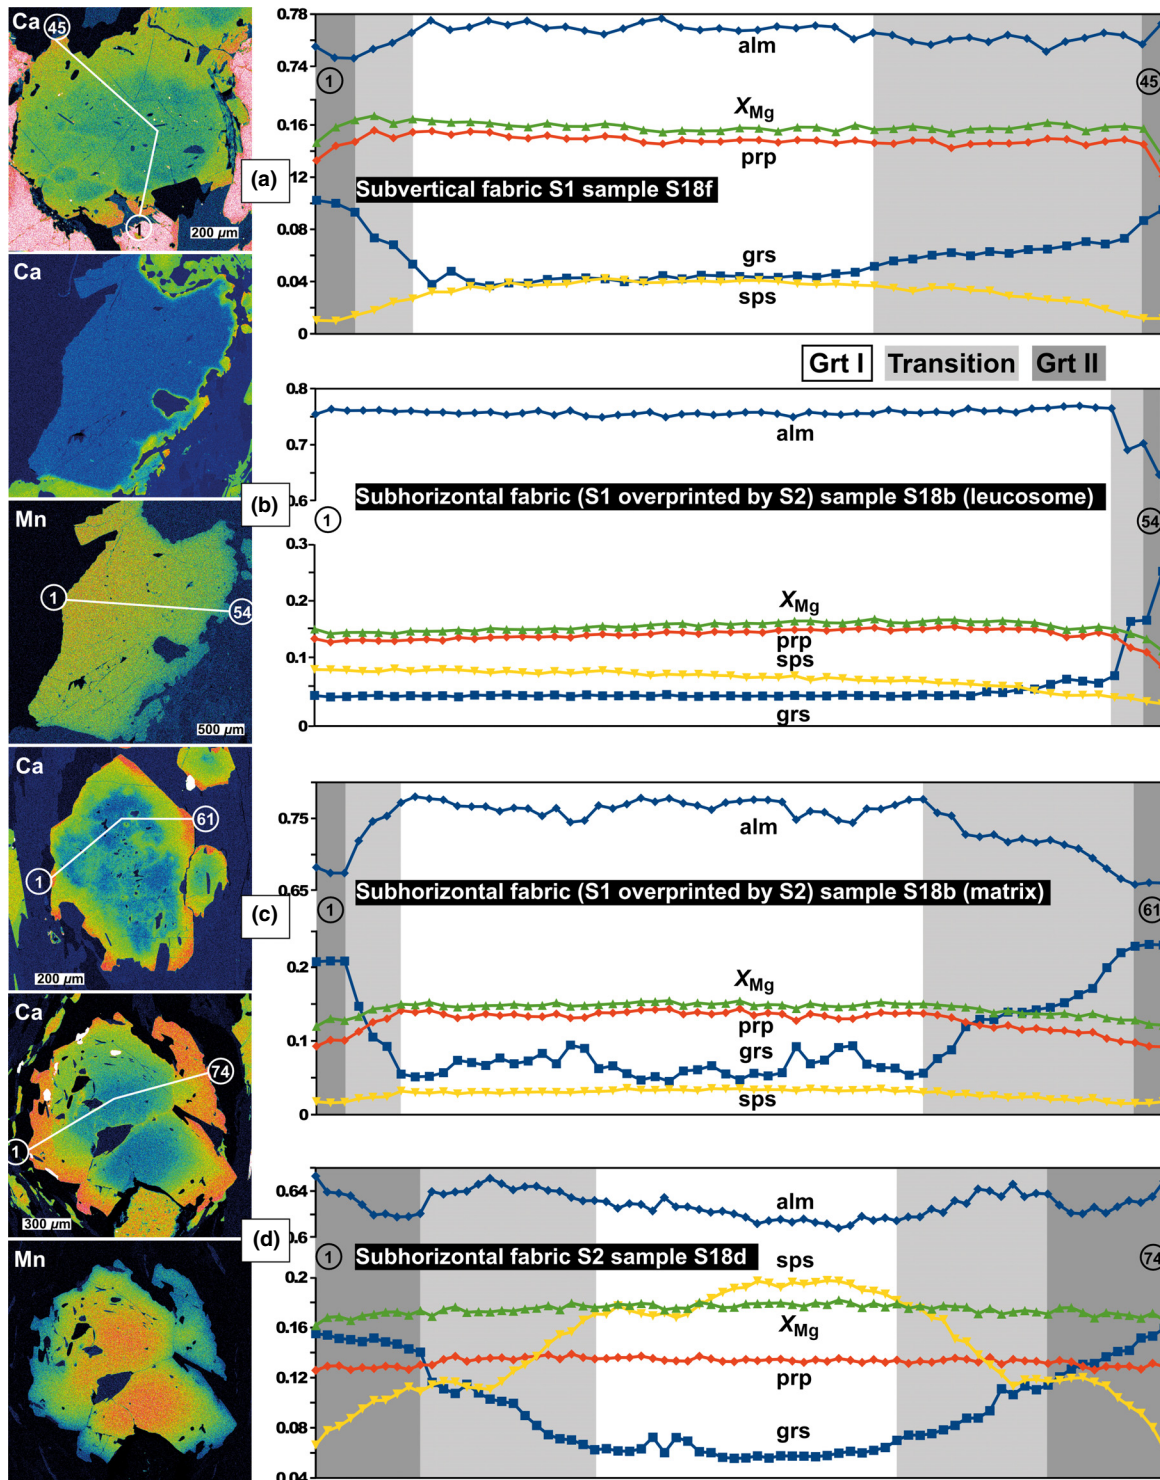 Ca
45
1
200 µm
(a)
0.78
0.74
0.16
0.12
0.08
0.04
0
alm
1
45
XMg
prp
Subvertical fabric S1 sample S18f
grs
sps
Grt I
Transition
Grt II
Ca
(b)
Mn
1
54
500 µm
0.8
0.7
0.6
0.3
0.2
0.1
0
alm
Subhorizontal fabric (S1 overprinted by S2) sample S18b (leucosome)
1
54
XMg
prp
sps
grs
Ca
1
61
200 µm
(c)
0.75
0.65
0.2
0.1
0
alm
Subhorizontal fabric (S1 overprinted by S2) sample S18b (matrix)
1
61
XMg
prp
grs
sps
Ca
74
1
300 µm
(d)
Mn
0.64
0.6
0.2
0.16
0.12
0.08
0.04
alm
1
74
Subhorizontal fabric S2 sample S18d
sps
XMg
prp
grs